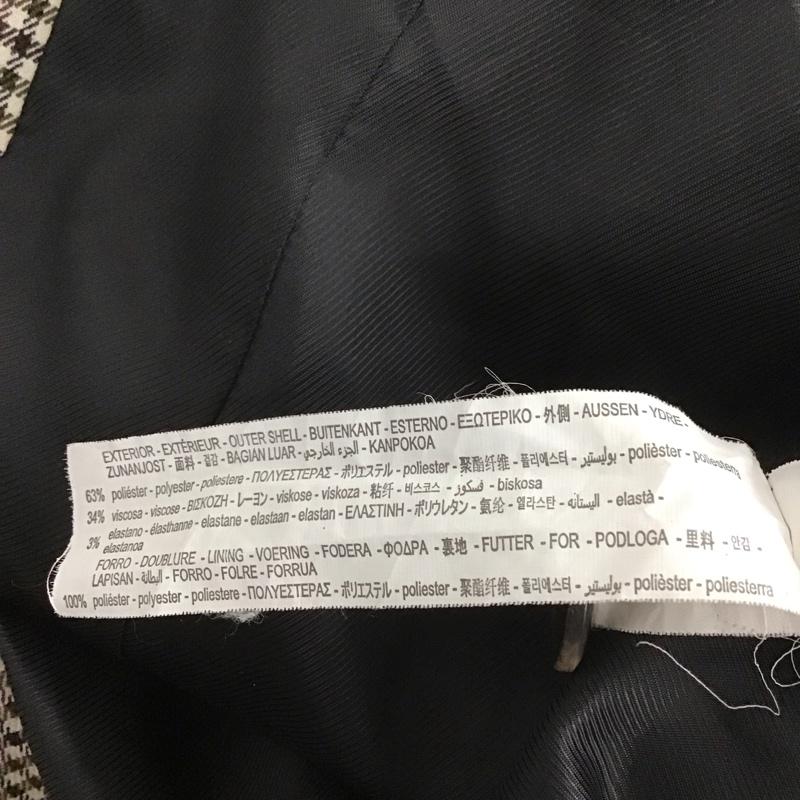 EXTERIOR - EXTÉRIEUR - OUTER SHELL - BUITENKANT - ESTERNO - ΕΞΩΤΕΡΙΚΟ - 外側 - AUSSEN - YDRE -
ZUNANJOST - 面料 - 겉감 - BAGIAN LUAR - الجزء الخارجي - KANPOKOA
63% poliéster - polyester - poliestere - ΠΟΛΥΕΣΤΕΡΑΣ - ポリエステル - poliester - 聚酯纤维 - 폴리에스터 - بوليستير - polièster - poliesterra
34% viscosa - viscose - ΒΙΣΚΟΖΗ - レーヨン - viskose - viskoza - 粘纤 - 비스코스 - فسكوز - biskosa
3% elastano - élasthanne - elastane - elastaan - elastan - ΕΛΑΣΤΙΝΗ - ポリウレタン - 氨纶 - 엘라스탄 - اليستانه - elastà -
elastanoa
FORRO - DOUBLURE - LINING - VOERING - FODERA - ΦΟΔΡΑ - 裏地 - FUTTER - FOR - PODLOGA - 里料 - 안감 -
LAPISAN - البطانة - FORRO - FOLRE - FORRUA
100% poliéster - polyester - poliestere - ΠΟΛΥΕΣΤΕΡΑΣ - ポリエステル - poliester - 聚酯纤维 - 폴리에스터 - بوليستير - polièster - poliesterra